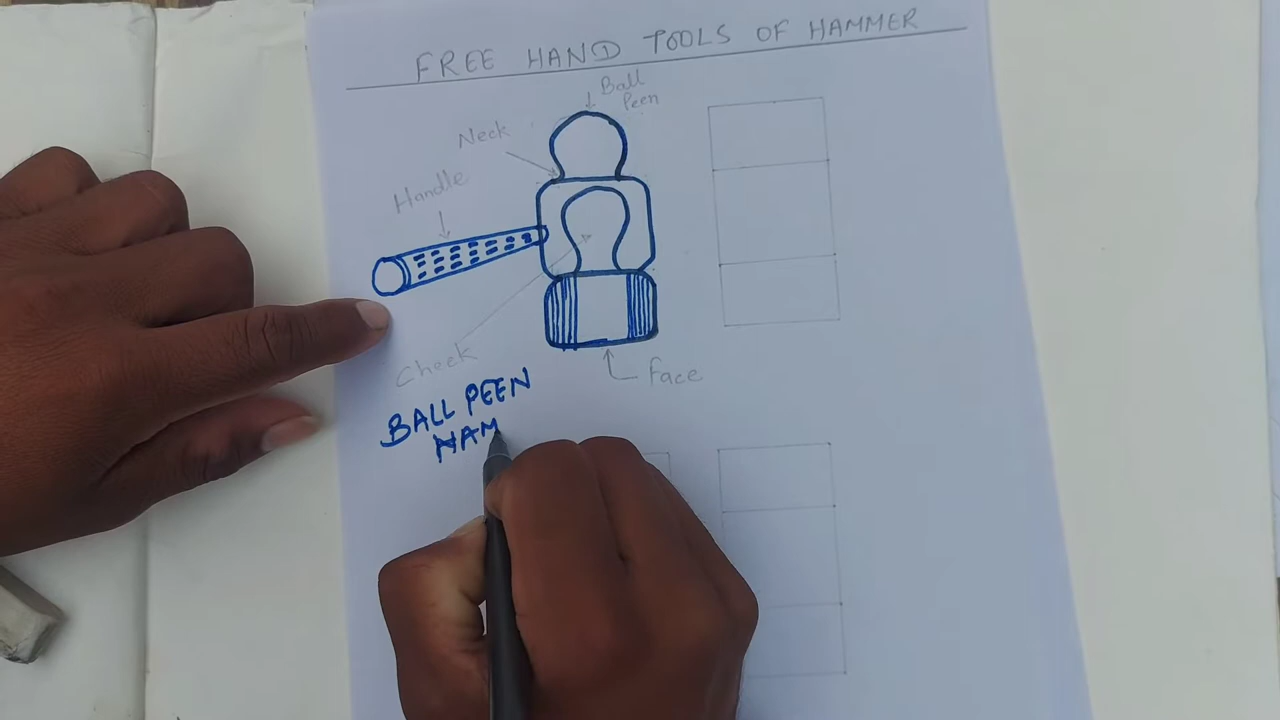 FREE HAND TOOLS OF HAMMER
Ball
Peen
Neck
Handle
Cheek
Face
BALL PEEN
HAM